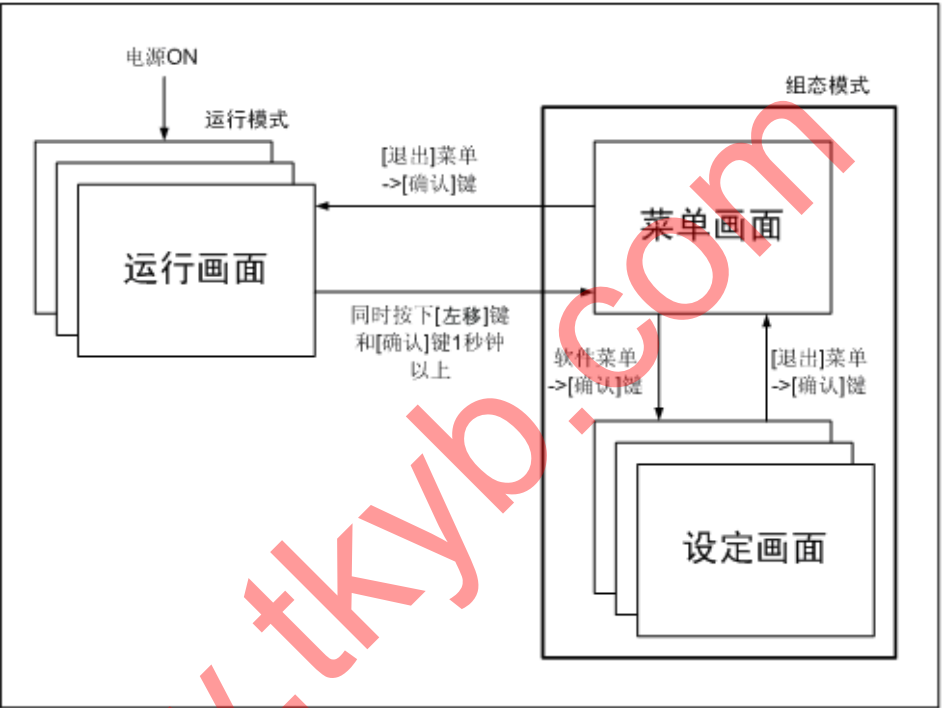 电源ON
组态模式
运行模式
[退出]菜单
->[确认]键
菜单画面
运行画面
同时按下[左移]键
和[确认]键1秒钟
以上
软件菜单
->[确认]键
[退出]菜单
->[确认]键
设定画面
.tkyb.com